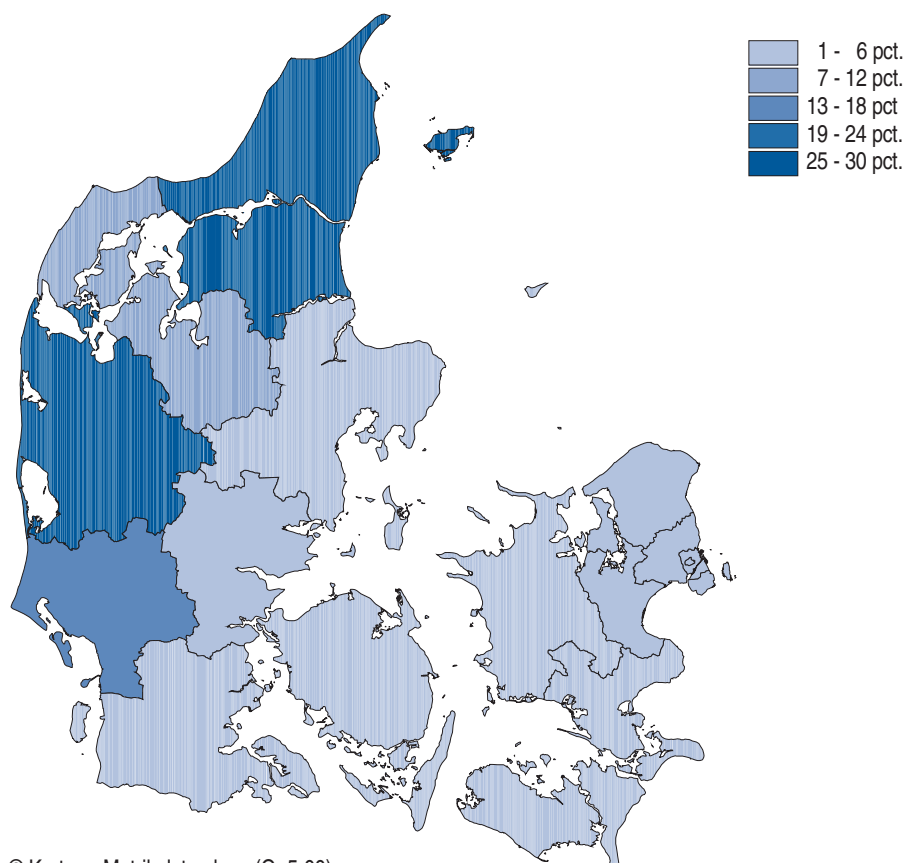 1 - 6 pct.
7 - 12 pct.
13 - 18 pct
19 - 24 pct.
25 - 30 pct.